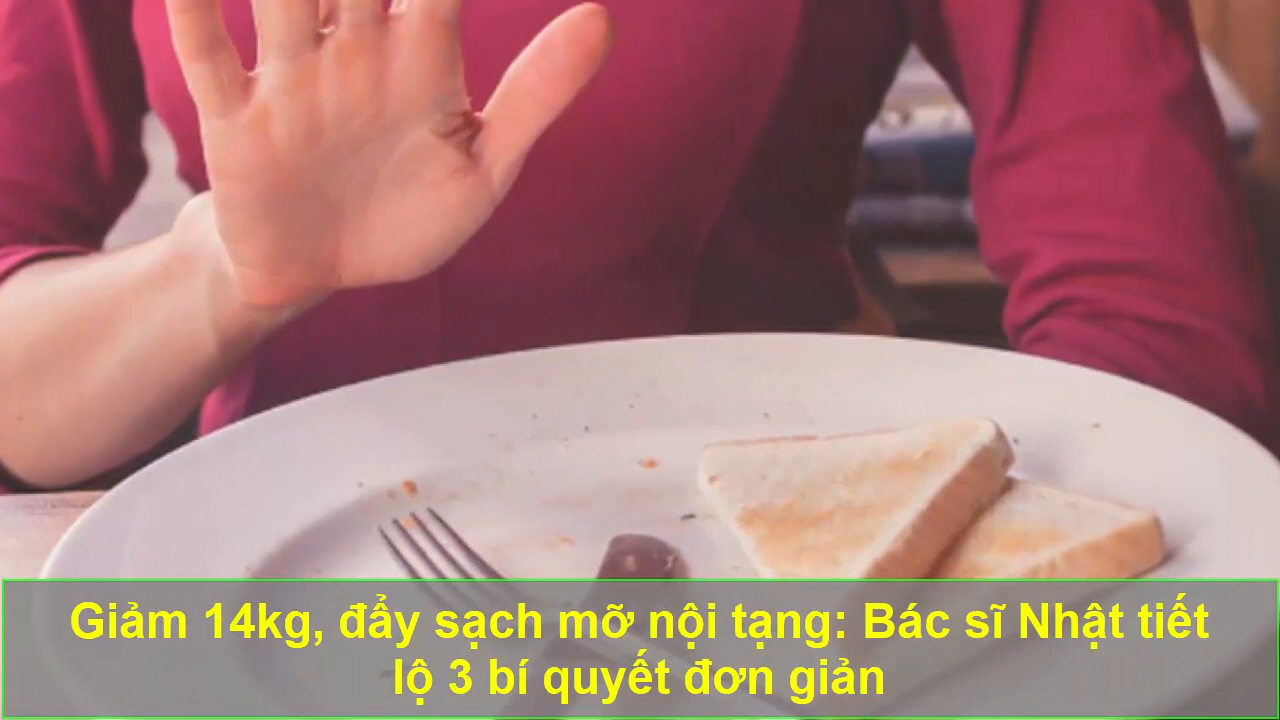 Giảm 14kg, đẩy sạch mỡ nội tạng: Bác sĩ Nhật tiết
lộ 3 bí quyết đơn giản